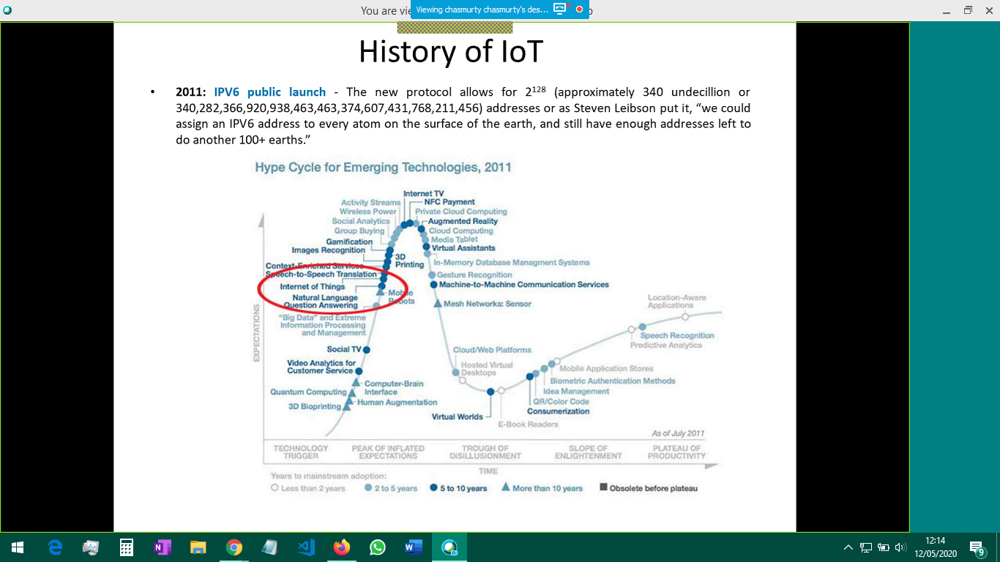 You are vie
Viewing chasmurty chasmurty's des...
History of IoT
• 2011: IPV6 public launch - The new protocol allows for 2¹²⁸ (approximately 340 undecillion or
340,282,366,920,938,463,463,374,607,431,768,211,456) addresses or as Steven Leibson put it, “we could
assign an IPV6 address to every atom on the surface of the earth, and still have enough addresses left to
do another 100+ earths.”
Hype Cycle for Emerging Technologies, 2011
Internet TV
Activity Streams
NFC Payment
Wireless Power
Private Cloud Computing
Social Analytics
Augmented Reality
Group Buying
Cloud Computing
Gamification
Media Tablet
Images Recognition
Virtual Assistants
3D
Printing
In-Memory Database Managment Systems
Context-Enriched Services
Speech-to-Speech Translation
Gesture Recognition
Internet of Things
Machine-to-Machine Communication Services
Natural Language
Question Answering
Mobile
Robots
Mesh Networks: Sensor
Location-Aware
Applications
"Big Data" and Extreme
Information Processing
and Management
Speech Recognition
Predictive Analytics
Social TV
Cloud/Web Platforms
Video Analytics for
Customer Service
Hosted Virtual
Desktops
Mobile Application Stores
Computer-Brain
Interface
Biometric Authentication Methods
Quantum Computing
Idea Management
Human Augmentation
QR/Color Code
3D Bioprinting
Consumerization
Virtual Worlds
E-Book Readers
EXPECTATIONS
As of July 2011
TECHNOLOGY
TRIGGER
PEAK OF INFLATED
EXPECTATIONS
TROUGH OF
DISILLUSIONMENT
SLOPE OF
ENLIGHTENMENT
PLATEAU OF
PRODUCTIVITY
TIME
Years to mainstream adoption:
Less than 2 years
2 to 5 years
5 to 10 years
More than 10 years
Obsolete before plateau
12:14
12/05/2020
9